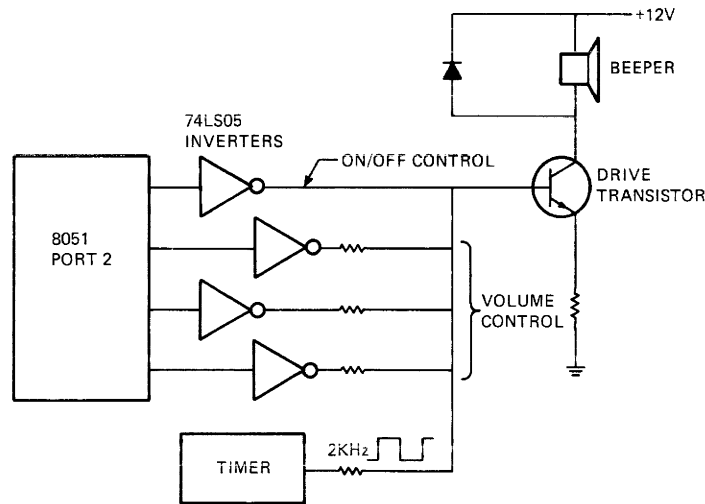 +12V
BEEPER
74LS05
INVERTERS
ON/OFF CONTROL
DRIVE
TRANSISTOR
8051
PORT 2
VOLUME
CONTROL
2KHz
TIMER